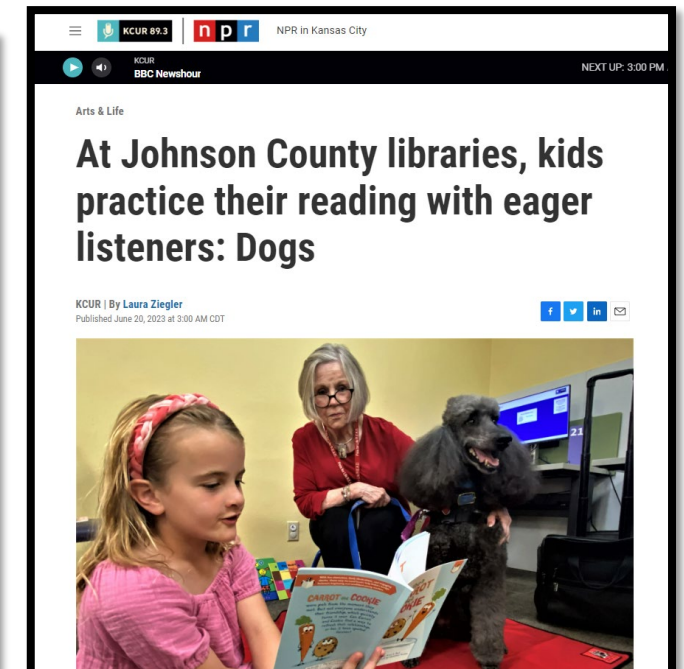 KCUR 89.3 npr NPR in Kansas City
KCUR
BBC Newshour
NEXT UP: 3:00 PM
Arts & Life
At Johnson County libraries, kids
practice their reading with eager
listeners: Dogs
KCUR | By Laura Ziegler
Published June 20, 2023 at 3:00 AM CDT
f in
21
CARROT AND COOKIE